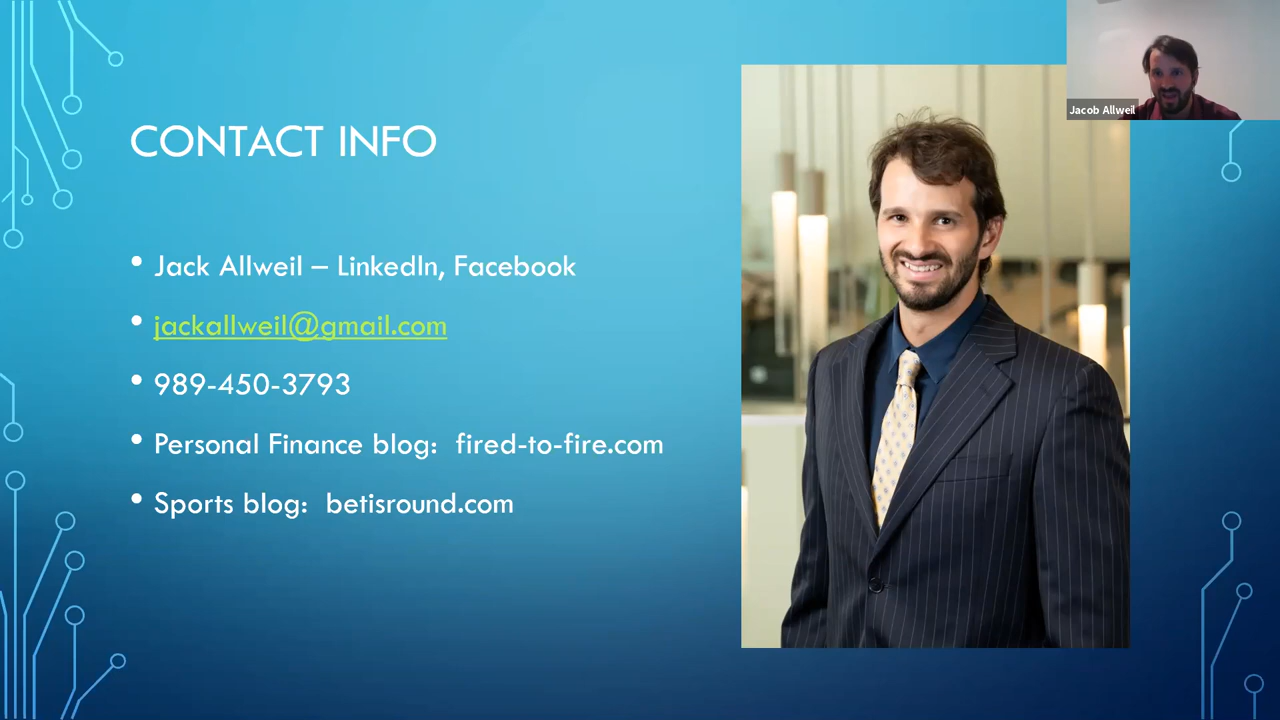 Jacob Allweil
CONTACT INFO
• Jack Allweil – LinkedIn, Facebook
• jackallweil@gmail.com
• 989-450-3793
• Personal Finance blog:  fired-to-fire.com
• Sports blog:  betisround.com